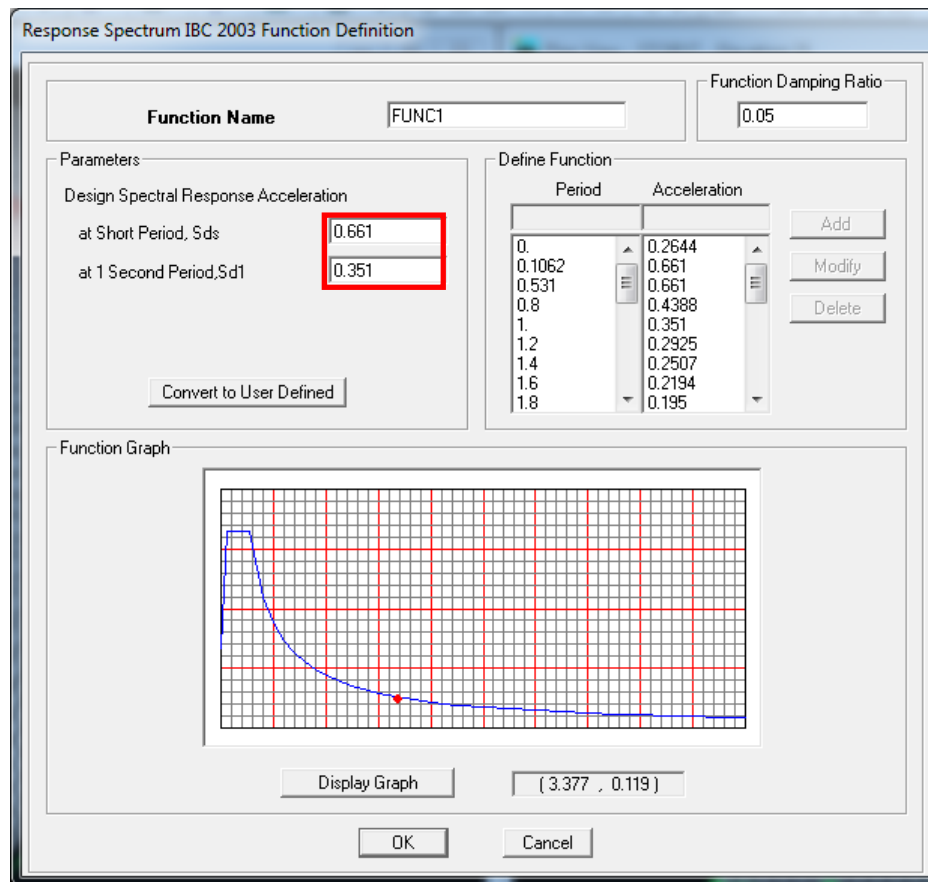 Response Spectrum IBC 2003 Function Definition
Function Damping Ratio
Function Name FUNC1 0.05
Parameters
Design Spectral Response Acceleration
at Short Period, Sds 0.661
at 1 Second Period,Sd1 0.351
Convert to User Defined
Define Function
Period Acceleration
0. 0.2644
0.1062 0.661
0.531 0.661
0.8 0.4388
1. 0.351
1.2 0.2925
1.4 0.2507
1.6 0.2194
1.8 0.195
Add
Modify
Delete
Function Graph
Display Graph (3.377 , 0.119)
OK Cancel